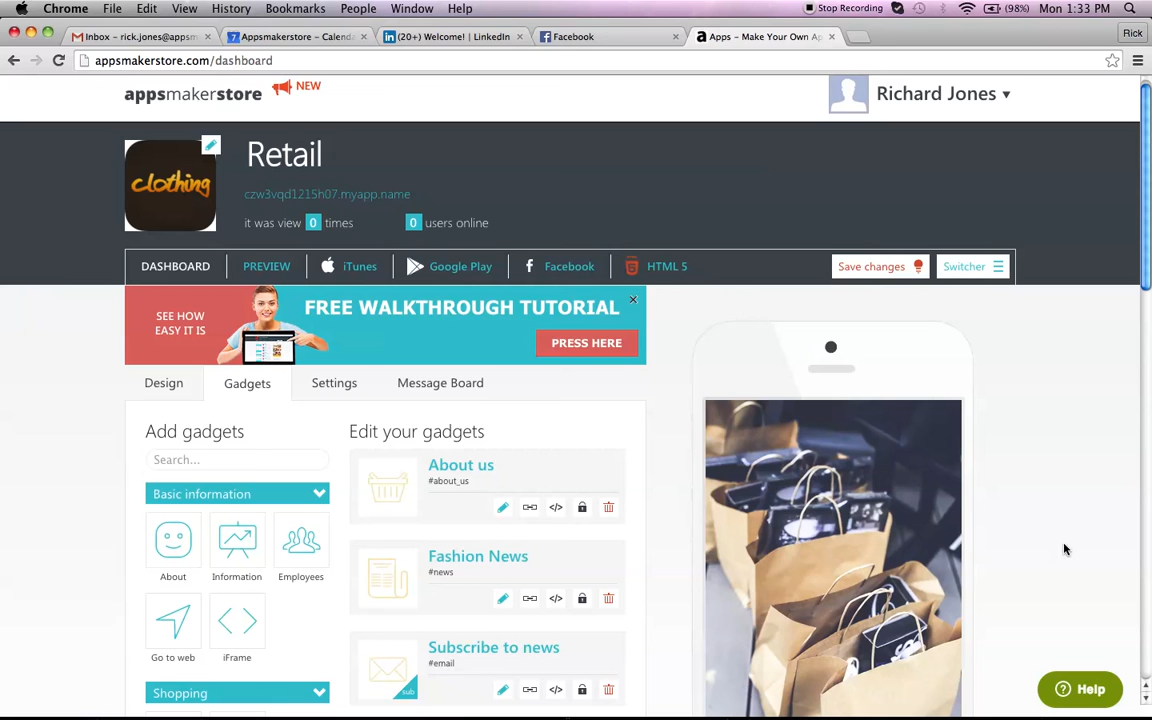 Chrome File Edit View History Bookmarks People Window Help Stop Recording (98%) Mon 1:33 PM
Inbox - rick.jones@appsm × Appsmakerstore - Calenda × (20+) Welcome! | LinkedIn × Facebook × Apps - Make Your Own Ap × Rick
appsmakerstore.com/dashboard
appsmakerstore NEW Richard Jones
clothing
Retail
czw3vqd1215h07.myapp.name
it was view 0 times 0 users online
DASHBOARD PREVIEW iTunes Google Play Facebook HTML 5 Save changes Switcher
SEE HOW
EASY IT IS
FREE WALKTHROUGH TUTORIAL
PRESS HERE
Design Gadgets Settings Message Board
Add gadgets
Search...
Basic information
About Information Employees
Go to web iFrame
Shopping
Edit your gadgets
About us
#about_us
Fashion News
#news
Subscribe to news
#email
sub
Help